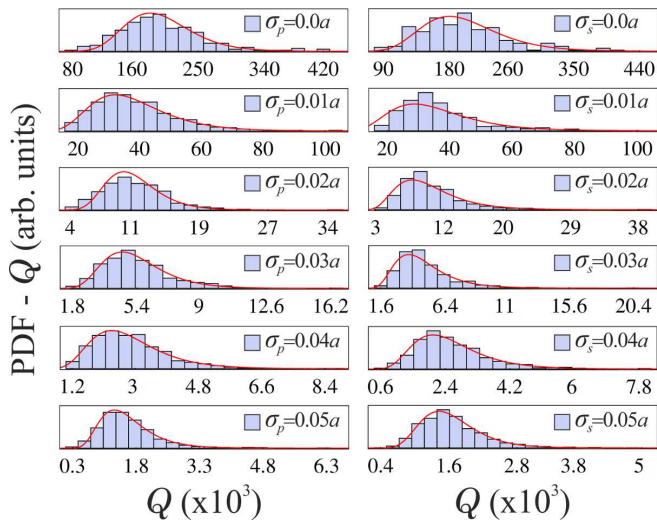 PDF - Q (arb. units)
σₚ=0.0a
80 160 260 340 420
σₛ=0.0a
90 180 260 350 440
σₚ=0.01a
20 40 60 80 100
σₛ=0.01a
20 40 60 80 105
σₚ=0.02a
4 11 19 27 34
σₛ=0.02a
3 12 20 29 38
σₚ=0.03a
1.8 5.4 9 12.6 16.2
σₛ=0.03a
1.6 6.4 11 15.6 20.4
σₚ=0.04a
1.2 3 4.8 6.6 8.4
σₛ=0.04a
0.6 2.4 4.2 6 7.8
σₚ=0.05a
0.3 1.8 3.3 4.8 6.3
σₛ=0.05a
0.4 1.6 2.8 3.8 5
Q (x10³)
Q (x10³)